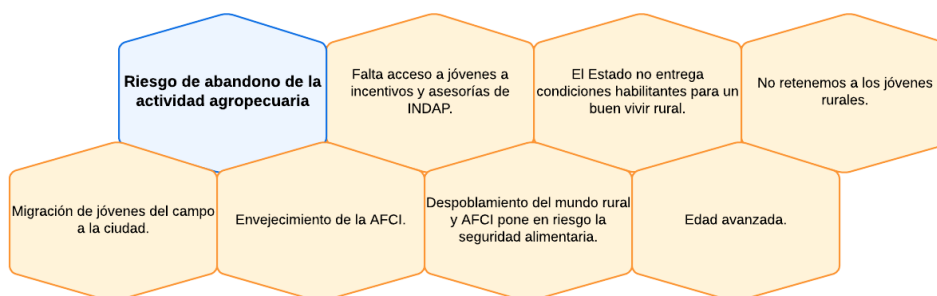 Riesgo de abandono de la
actividad agropecuaria
Falta acceso a jóvenes a
incentivos y asesorías de
INDAP.
El Estado no entrega
condiciones habilitantes para un
buen vivir rural.
No retenemos a los jóvenes
rurales.
Migración de jóvenes del campo
a la ciudad.
Envejecimiento de la AFCI.
Despoblamiento del mundo rural
y AFCI pone en riesgo la
seguridad alimentaria.
Edad avanzada.